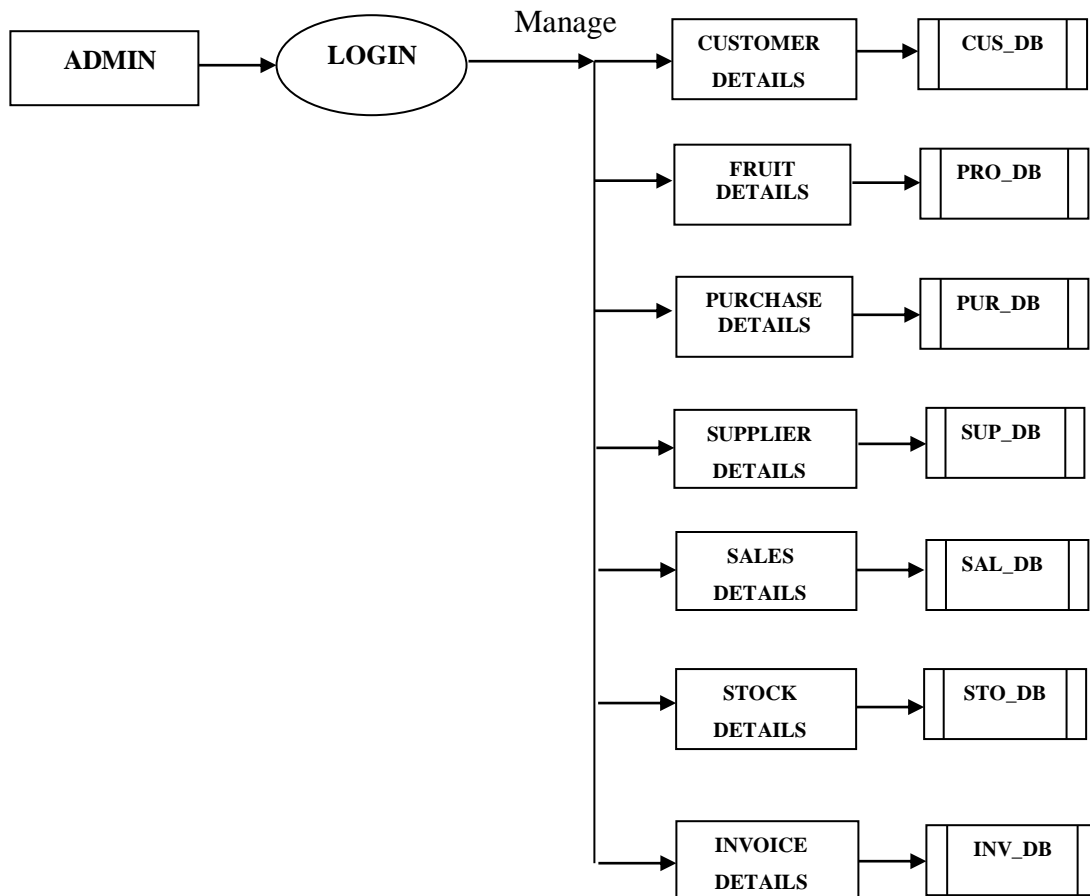 Manage
ADMIN
LOGIN
CUSTOMER
DETAILS
CUS_DB
FRUIT
DETAILS
PRO_DB
PURCHASE
DETAILS
PUR_DB
SUPPLIER
DETAILS
SUP_DB
SALES
DETAILS
SAL_DB
STOCK
DETAILS
STO_DB
INVOICE
DETAILS
INV_DB